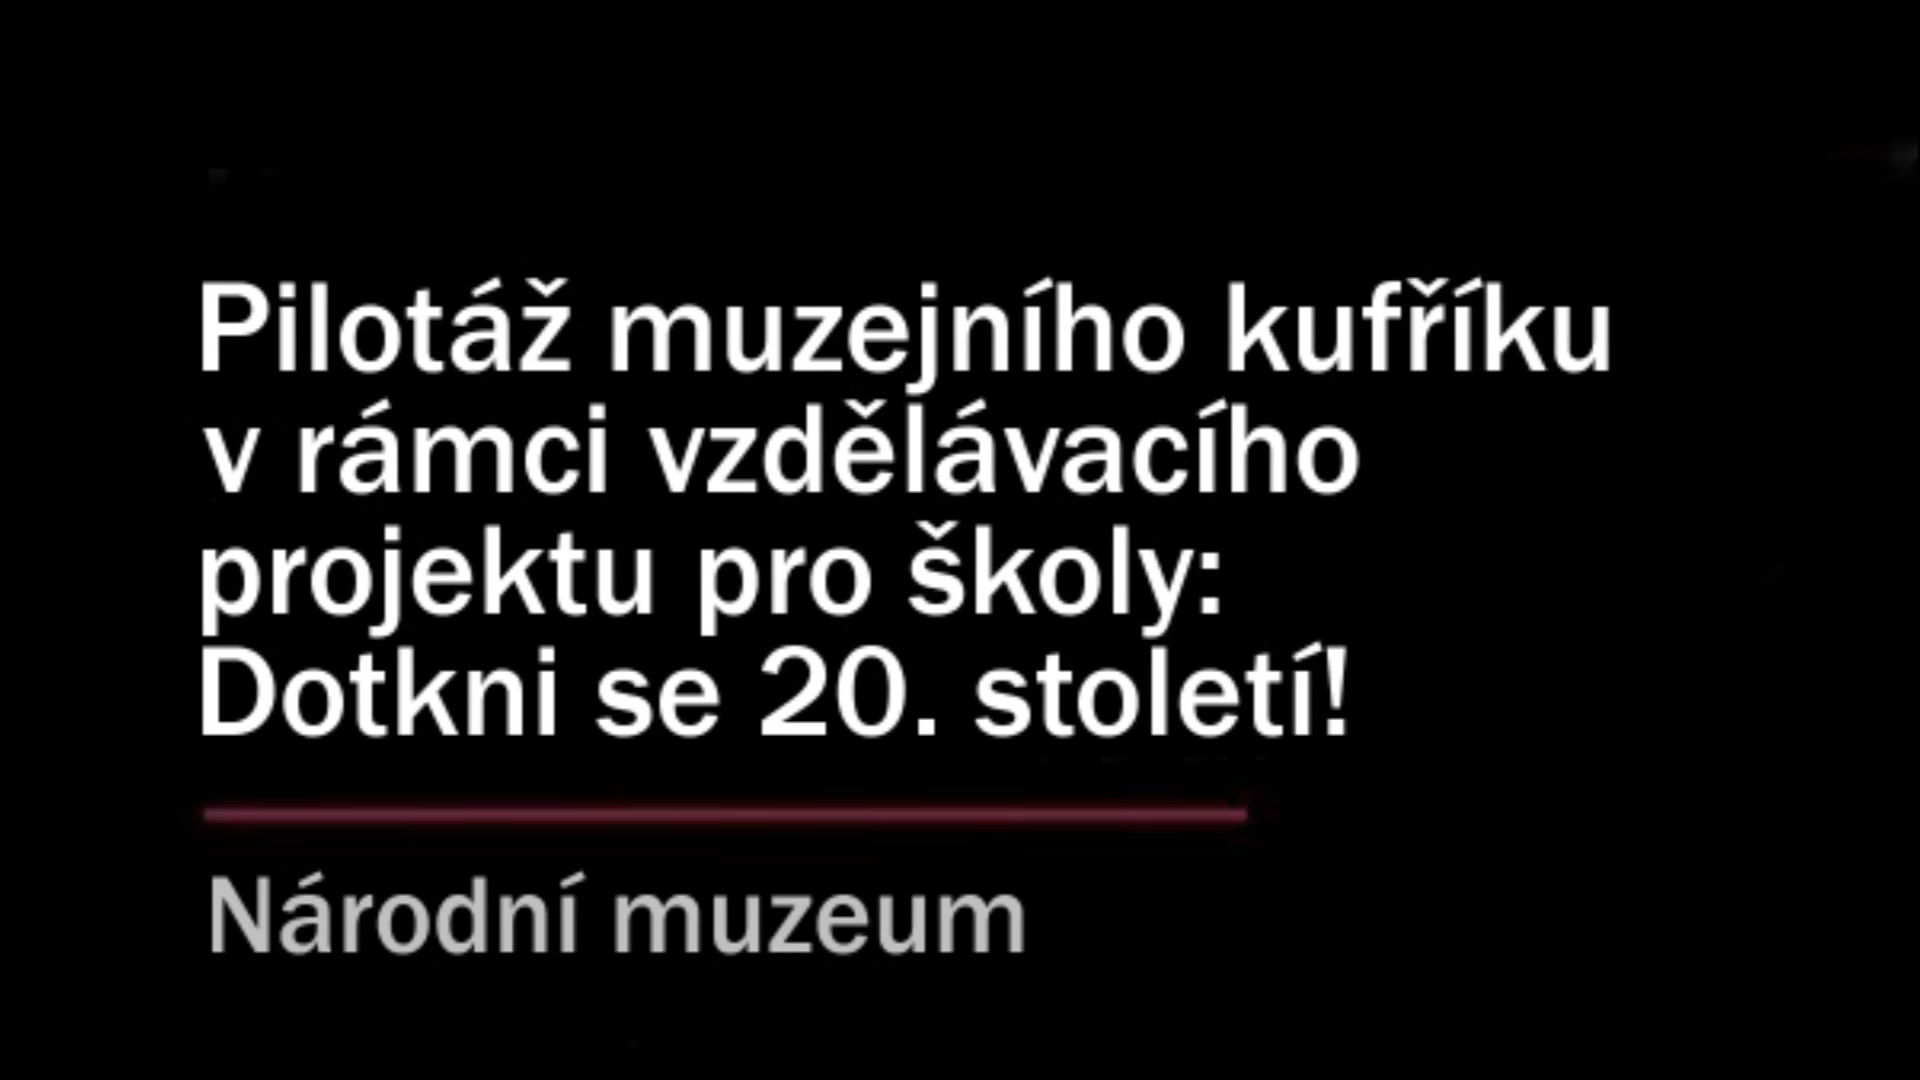 Pilotáž muzejního kufříku
v rámci vzdělávacího
projektu pro školy:
Dotkni se 20. století!
Národní muzeum